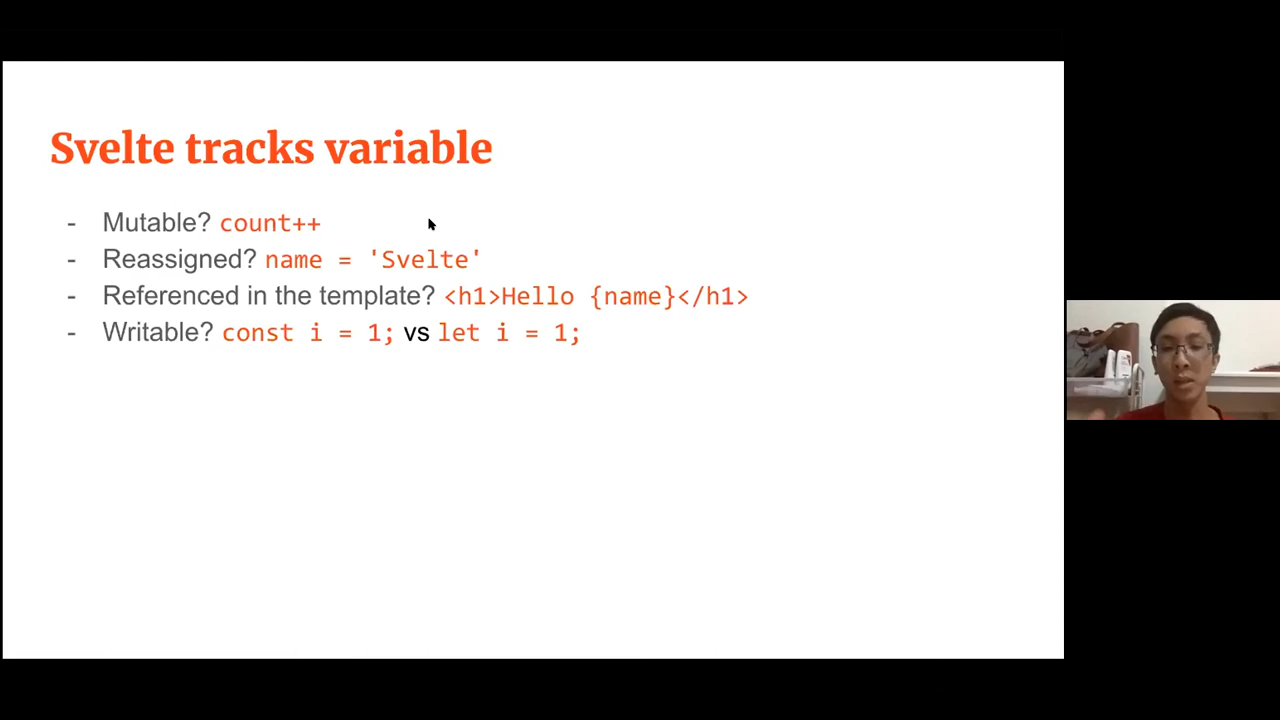 Svelte tracks variable
- Mutable? count++
- Reassigned? name = 'Svelte'
- Referenced in the template? <h1>Hello {name}</h1>
- Writable? const i = 1; vs let i = 1;